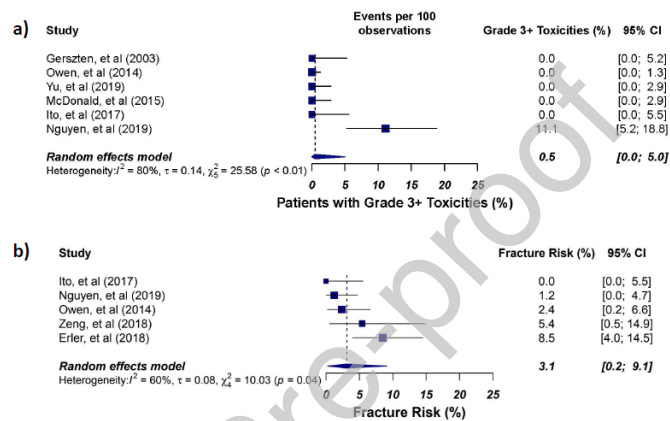 a) Study Events per 100 observations Grade 3+ Toxicities (%) 95% CI
Gerszten, et al (2003) 0.0 [0.0; 5.2]
Owen, et al (2014) 0.0 [0.0; 1.3]
Yu, et al (2019) 0.0 [0.0; 2.9]
McDonald, et al (2015) 0.0 [0.0; 2.9]
Ito, et al (2017) 0.0 [0.0; 5.5]
Nguyen, et al (2019) 11.1 [5.2; 18.8]
Random effects model 0.5 [0.0; 5.0]
Heterogeneity: I² = 80%, τ = 0.14, χ²₅ = 25.58 (p < 0.01)
0 5 10 15 20 25
Patients with Grade 3+ Toxicities (%)
b) Study Fracture Risk (%) 95% CI
Ito, et al (2017) 0.0 [0.0; 5.5]
Nguyen, et al (2019) 1.2 [0.0; 4.7]
Owen, et al (2014) 2.4 [0.2; 6.6]
Zeng, et al (2018) 5.4 [0.5; 14.9]
Erler, et al (2018) 8.5 [4.0; 14.5]
Random effects model 3.1 [0.2; 9.1]
Heterogeneity: I² = 60%, τ = 0.08, χ²₄ = 10.03 (p = 0.04)
0 5 10 15 20 25
Fracture Risk (%)
Pre-proof